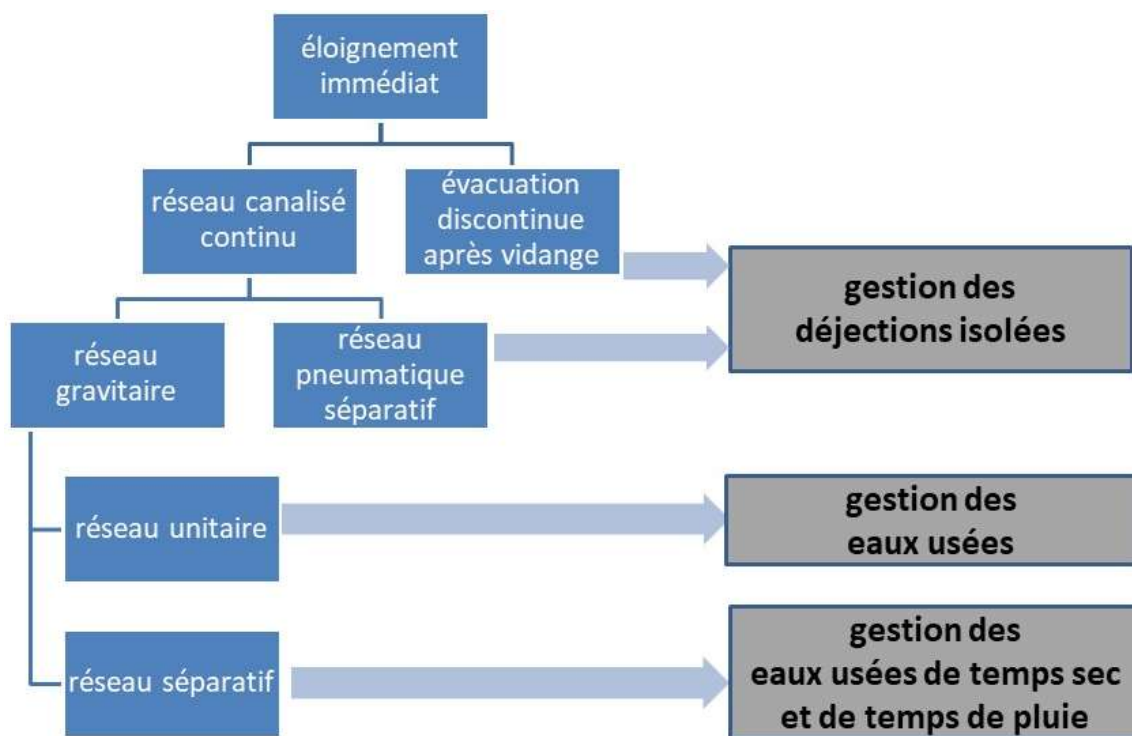 éloignement
immédiat
réseau canalisé
continu
évacuation
discontinue
après vidange
gestion des
déjections isolées
réseau
gravitaire
réseau
pneumatique
séparatif
réseau unitaire
gestion des
eaux usées
réseau séparatif
gestion des
eaux usées de temps sec
et de temps de pluie